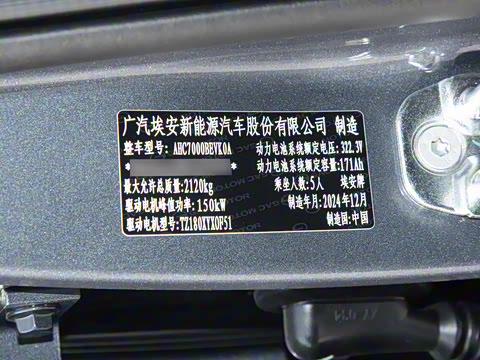 广汽埃安新能源汽车股份有限公司 制造
整车型号: AHC7000BEVK0A 动力电池系统额定电压: 322.3V
* * 动力电池系统额定容量: 171Ah
最大允许总质量: 2120kg 乘坐人数: 5人 埃安牌
驱动电机峰值功率: 150kW 制造年月: 2024年12月
驱动电机型号: TZ180XYX0F51 制造国: 中国